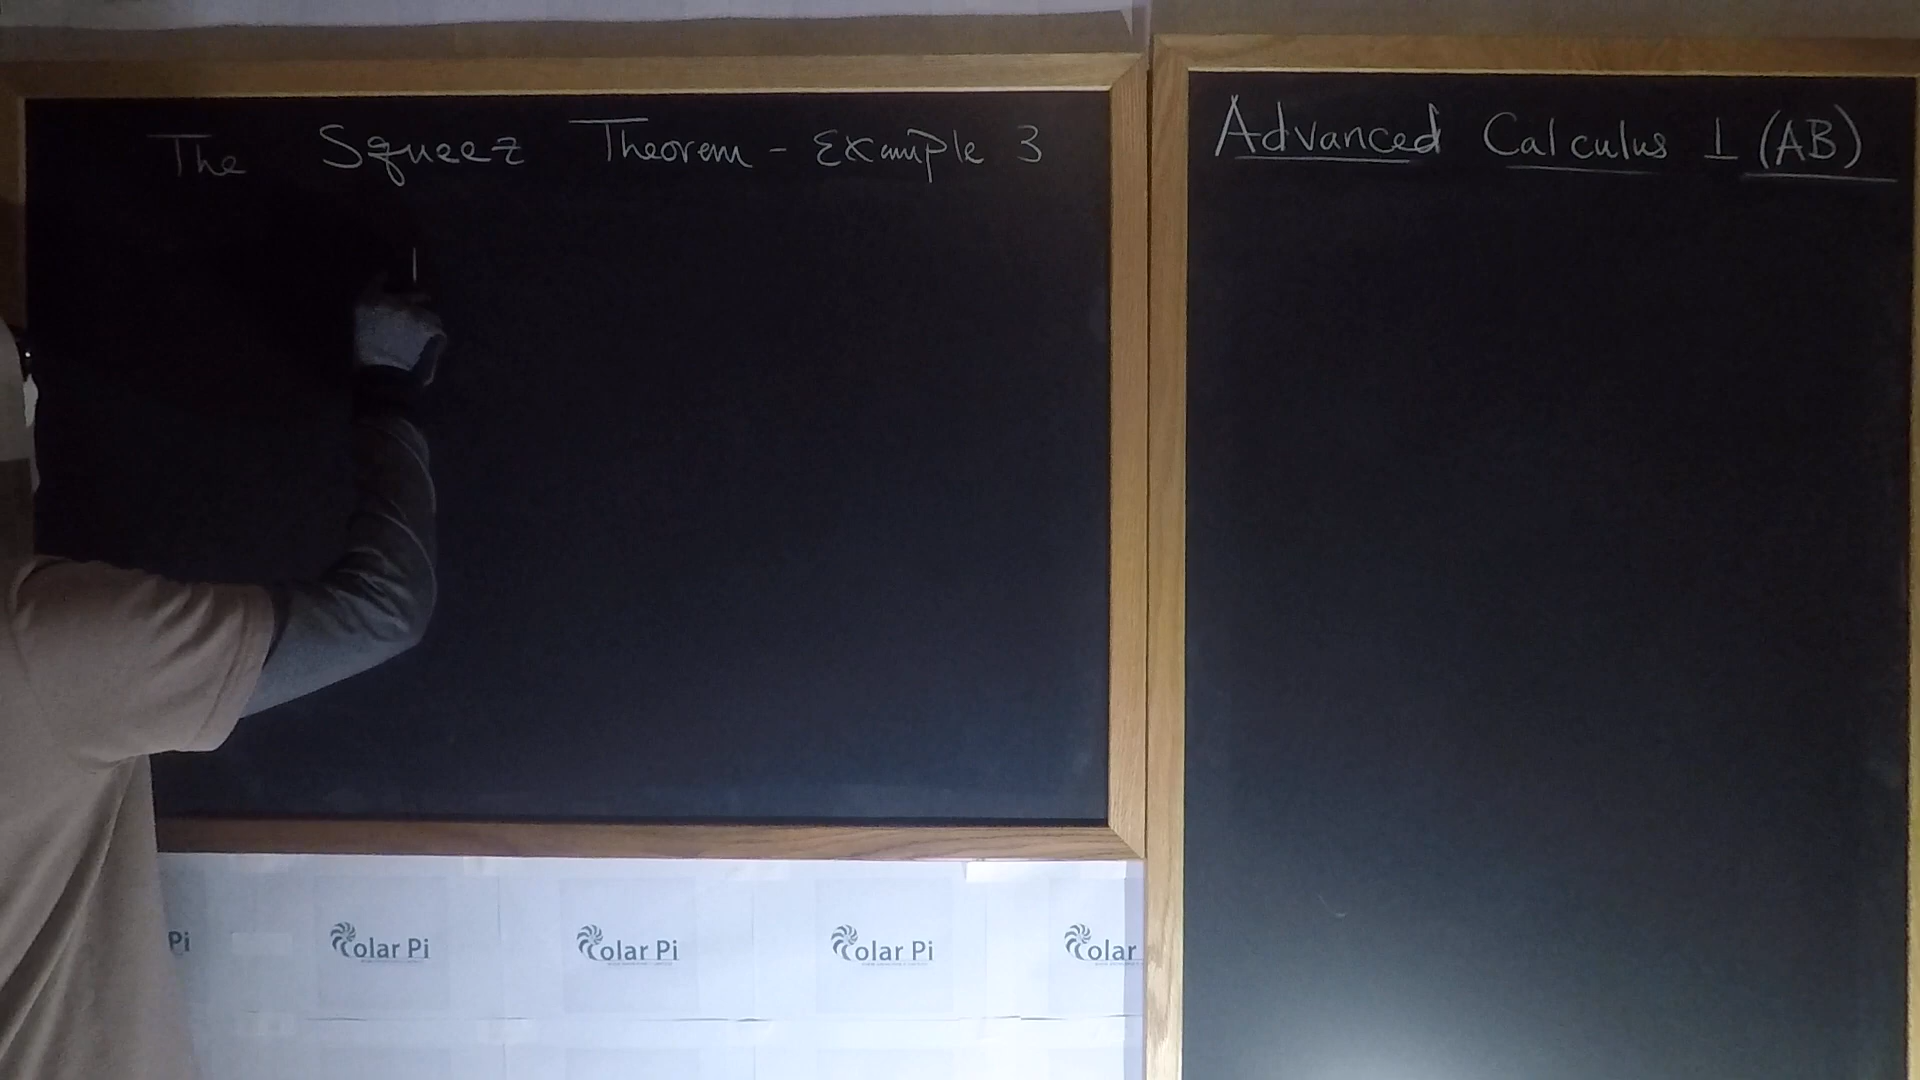 The Squeez Theorem - Example 3
Advanced Calculus 1 (AB)
Pi
olar Pi
olar Pi
olar Pi
olar